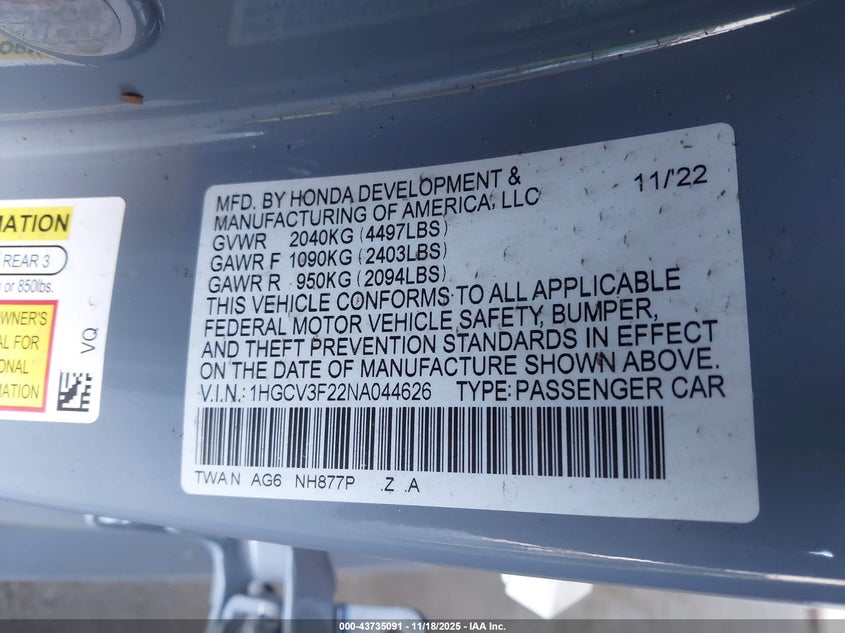 MATION
REAR 3
or 850lbs.
OWNER'S
AL FOR
ONAL
MATION
VQ
MFD. BY HONDA DEVELOPMENT & 11/'22
MANUFACTURING OF AMERICA, LLC
GVWR 2040KG (4497LBS)
GAWR F 1090KG (2403LBS)
GAWR R 950KG (2094LBS)
THIS VEHICLE CONFORMS TO ALL APPLICABLE
FEDERAL MOTOR VEHICLE SAFETY, BUMPER,
AND THEFT PREVENTION STANDARDS IN EFFECT
ON THE DATE OF MANUFACTURE SHOWN ABOVE.
V.I.N.: 1HGCV3F22NA044626 TYPE: PASSENGER CAR
TWAN AG6 NH877P .Z .A
000-43735091 - 11/18/2025 - IAA Inc.